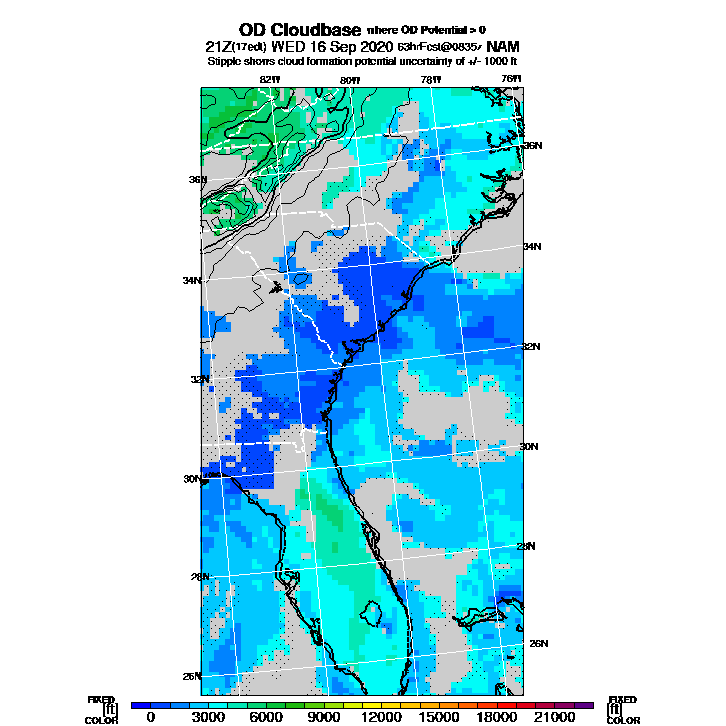 OD Cloudbase where OD Potential > 0
21Z(17edt) WED 16 Sep 2020 63hrFcst@0835z NAM
Stipple shows cloud formation potential uncertainty of +/- 1000 ft
82W 80W 78W 76W
36N
36N
34N
34N
32N
32N
30N
30N
28N
28N
26N
26N
FIXED FIXED
[ft] [ft]
COLOR 0 3000 6000 9000 12000 15000 18000 21000 COLOR